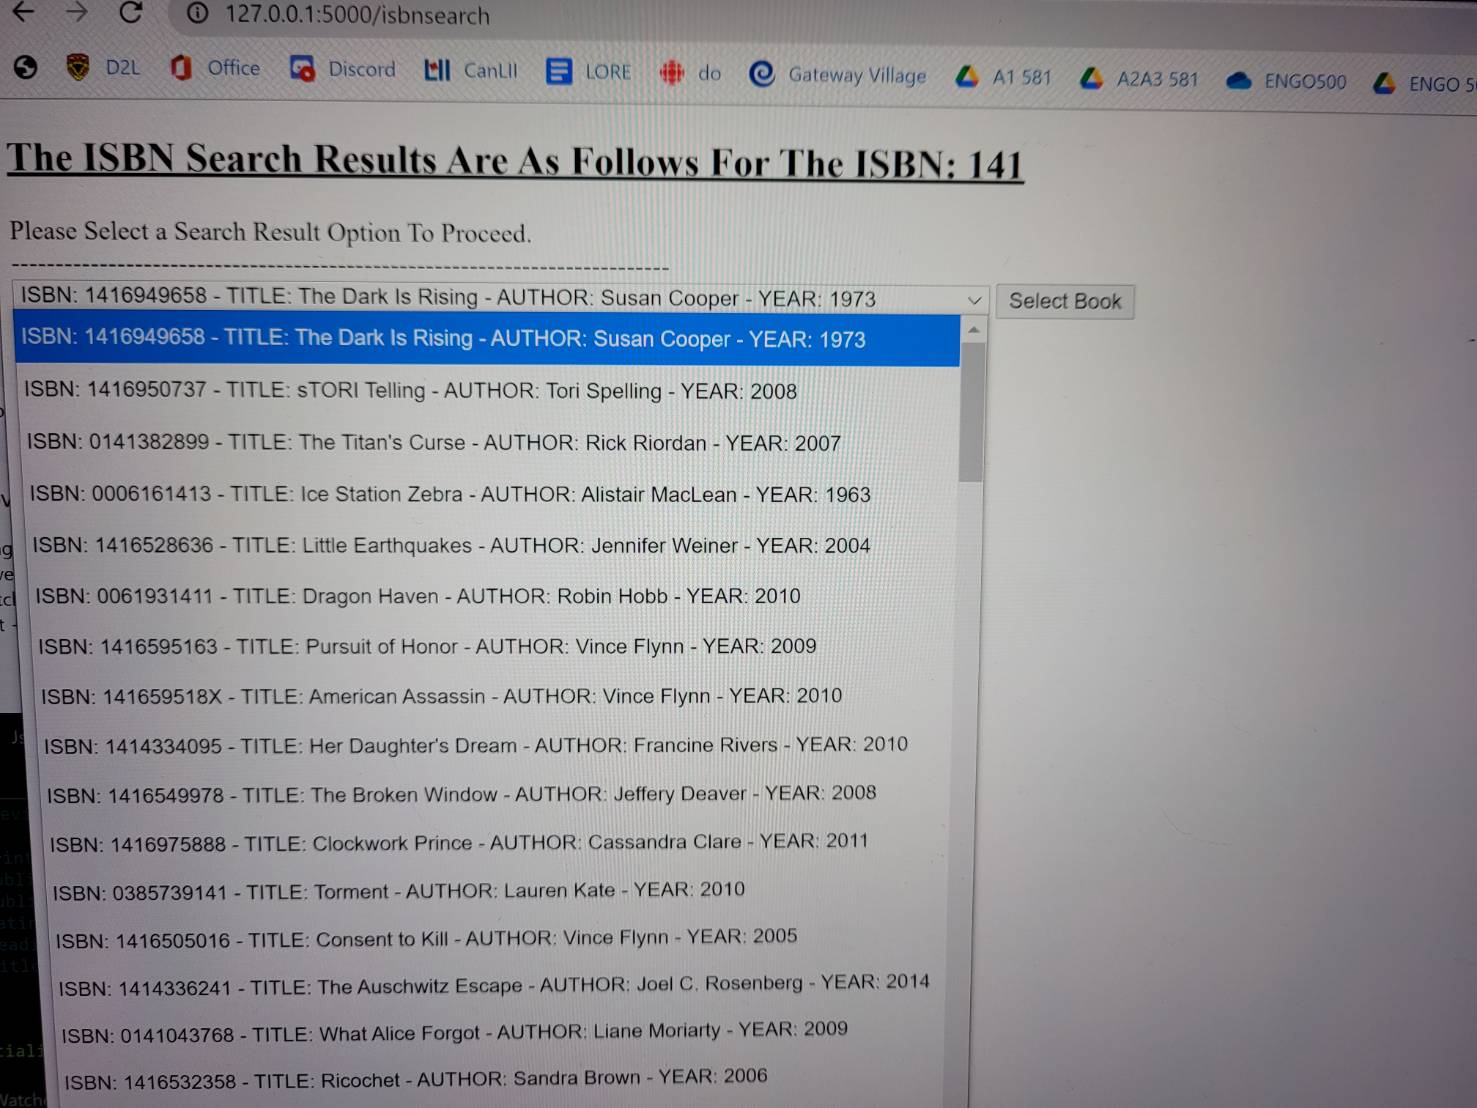 127.0.0.1:5000/isbnsearch
D2L Office Discord CanLII LORE do Gateway Village A1 581 A2A3 581 ENGO500 ENGO
The ISBN Search Results Are As Follows For The ISBN: 141
Please Select a Search Result Option To Proceed.
--------------------------------------------------------------------------
ISBN: 1416949658 - TITLE: The Dark Is Rising - AUTHOR: Susan Cooper - YEAR: 1973 Select Book
ISBN: 1416949658 - TITLE: The Dark Is Rising - AUTHOR: Susan Cooper - YEAR: 1973
ISBN: 1416950737 - TITLE: sTORI Telling - AUTHOR: Tori Spelling - YEAR: 2008
ISBN: 0141382899 - TITLE: The Titan's Curse - AUTHOR: Rick Riordan - YEAR: 2007
ISBN: 0006161413 - TITLE: Ice Station Zebra - AUTHOR: Alistair MacLean - YEAR: 1963
ISBN: 1416528636 - TITLE: Little Earthquakes - AUTHOR: Jennifer Weiner - YEAR: 2004
ISBN: 0061931411 - TITLE: Dragon Haven - AUTHOR: Robin Hobb - YEAR: 2010
ISBN: 1416595163 - TITLE: Pursuit of Honor - AUTHOR: Vince Flynn - YEAR: 2009
ISBN: 141659518X - TITLE: American Assassin - AUTHOR: Vince Flynn - YEAR: 2010
ISBN: 1414334095 - TITLE: Her Daughter's Dream - AUTHOR: Francine Rivers - YEAR: 2010
ISBN: 1416549978 - TITLE: The Broken Window - AUTHOR: Jeffery Deaver - YEAR: 2008
ISBN: 1416975888 - TITLE: Clockwork Prince - AUTHOR: Cassandra Clare - YEAR: 2011
ISBN: 0385739141 - TITLE: Torment - AUTHOR: Lauren Kate - YEAR: 2010
ISBN: 1416505016 - TITLE: Consent to Kill - AUTHOR: Vince Flynn - YEAR: 2005
ISBN: 1414336241 - TITLE: The Auschwitz Escape - AUTHOR: Joel C. Rosenberg - YEAR: 2014
ISBN: 0141043768 - TITLE: What Alice Forgot - AUTHOR: Liane Moriarty - YEAR: 2009
ISBN: 1416532358 - TITLE: Ricochet - AUTHOR: Sandra Brown - YEAR: 2006